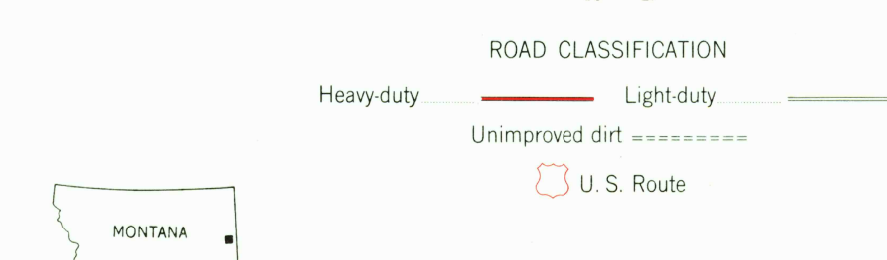 ROAD CLASSIFICATION
Heavy-duty Light-duty
Unimproved dirt
U. S. Route
MONTANA